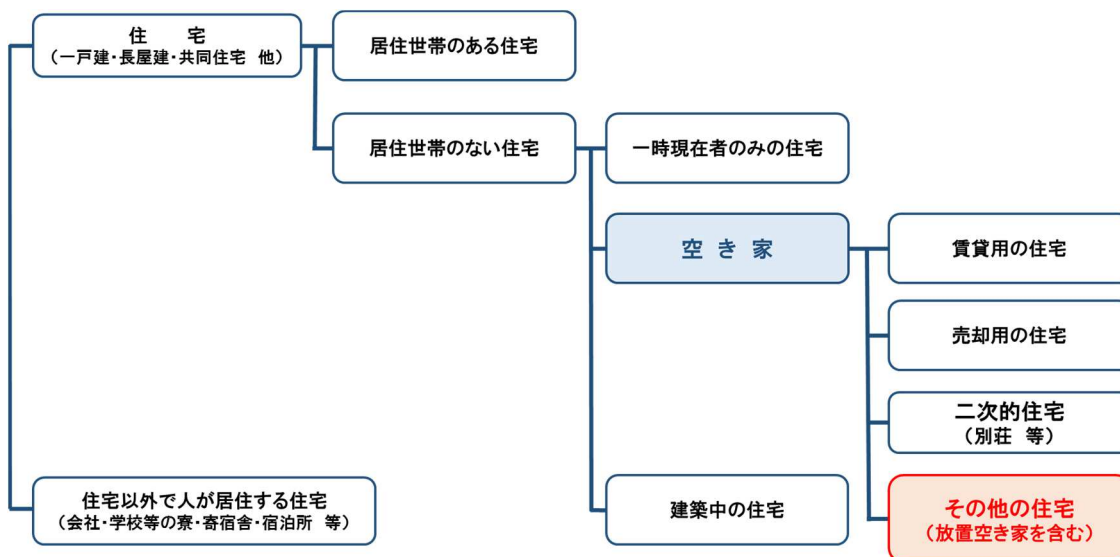 住　　宅
（一戸建・長屋建・共同住宅 他）
居住世帯のある住宅
居住世帯のない住宅
一時現在者のみの住宅
空 き 家
賃貸用の住宅
売却用の住宅
二次的住宅
（別荘 等）
住宅以外で人が居住する住宅
（会社・学校等の寮・寄宿舎・宿泊所 等）
建築中の住宅
その他の住宅
（放置空き家を含む）